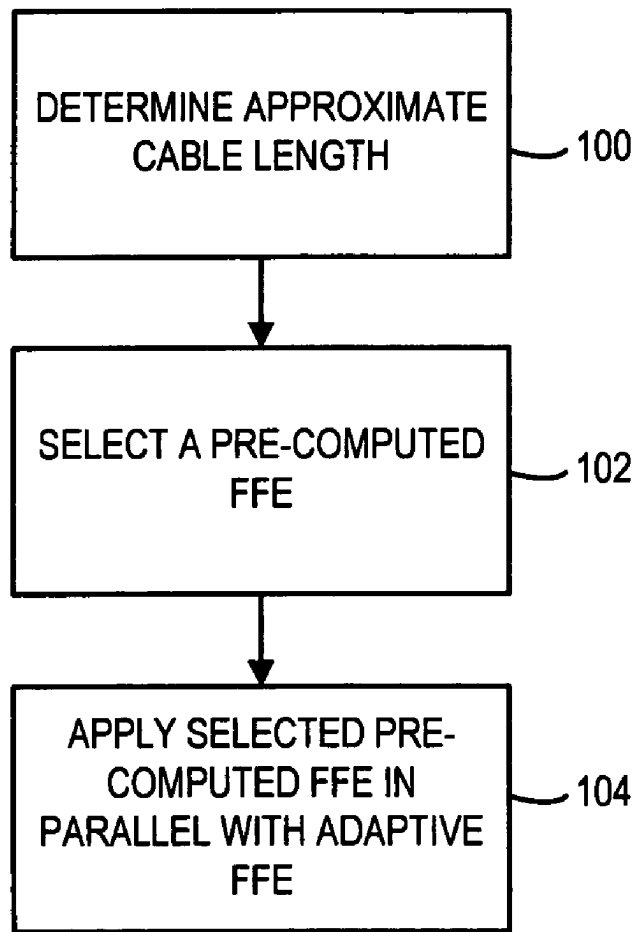 DETERMINE APPROXIMATE
CABLE LENGTH
100
SELECT A PRE-COMPUTED
FFE
102
APPLY SELECTED PRE-
COMPUTED FFE IN
PARALLEL WITH ADAPTIVE
FFE
104